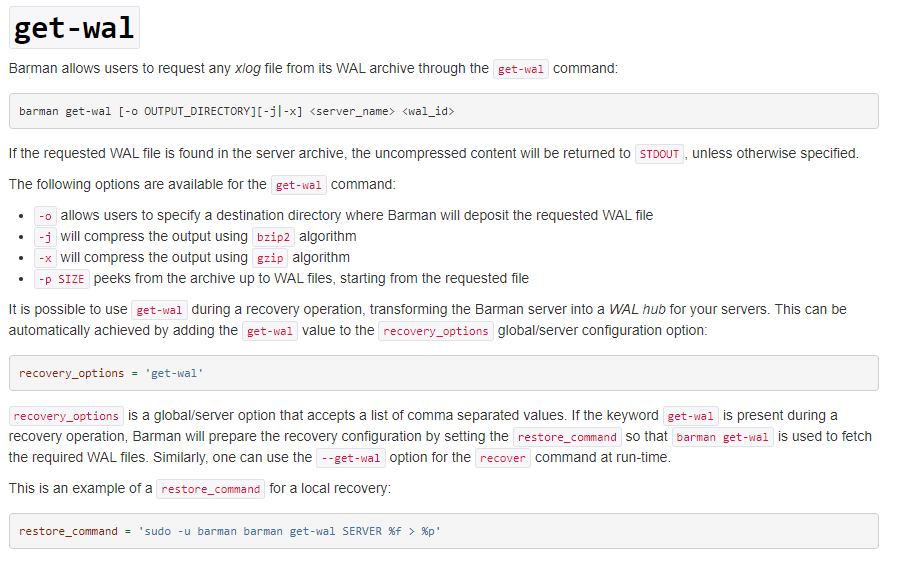 get-wal
Barman allows users to request any xlog file from its WAL archive through the get-wal command:
barman get-wal [-o OUTPUT_DIRECTORY][-j|-x] <server_name> <wal_id>
If the requested WAL file is found in the server archive, the uncompressed content will be returned to STDOUT , unless otherwise specified.
The following options are available for the get-wal command:
• -o allows users to specify a destination directory where Barman will deposit the requested WAL file
• -j will compress the output using bzip2 algorithm
• -x will compress the output using gzip algorithm
• -p SIZE peeks from the archive up to WAL files, starting from the requested file
It is possible to use get-wal during a recovery operation, transforming the Barman server into a WAL hub for your servers. This can be
automatically achieved by adding the get-wal value to the recovery_options global/server configuration option:
recovery_options = 'get-wal'
recovery_options is a global/server option that accepts a list of comma separated values. If the keyword get-wal is present during a
recovery operation, Barman will prepare the recovery configuration by setting the restore_command so that barman get-wal is used to fetch
the required WAL files. Similarly, one can use the --get-wal option for the recover command at run-time.
This is an example of a restore_command for a local recovery:
restore_command = 'sudo -u barman barman get-wal SERVER %f > %p'